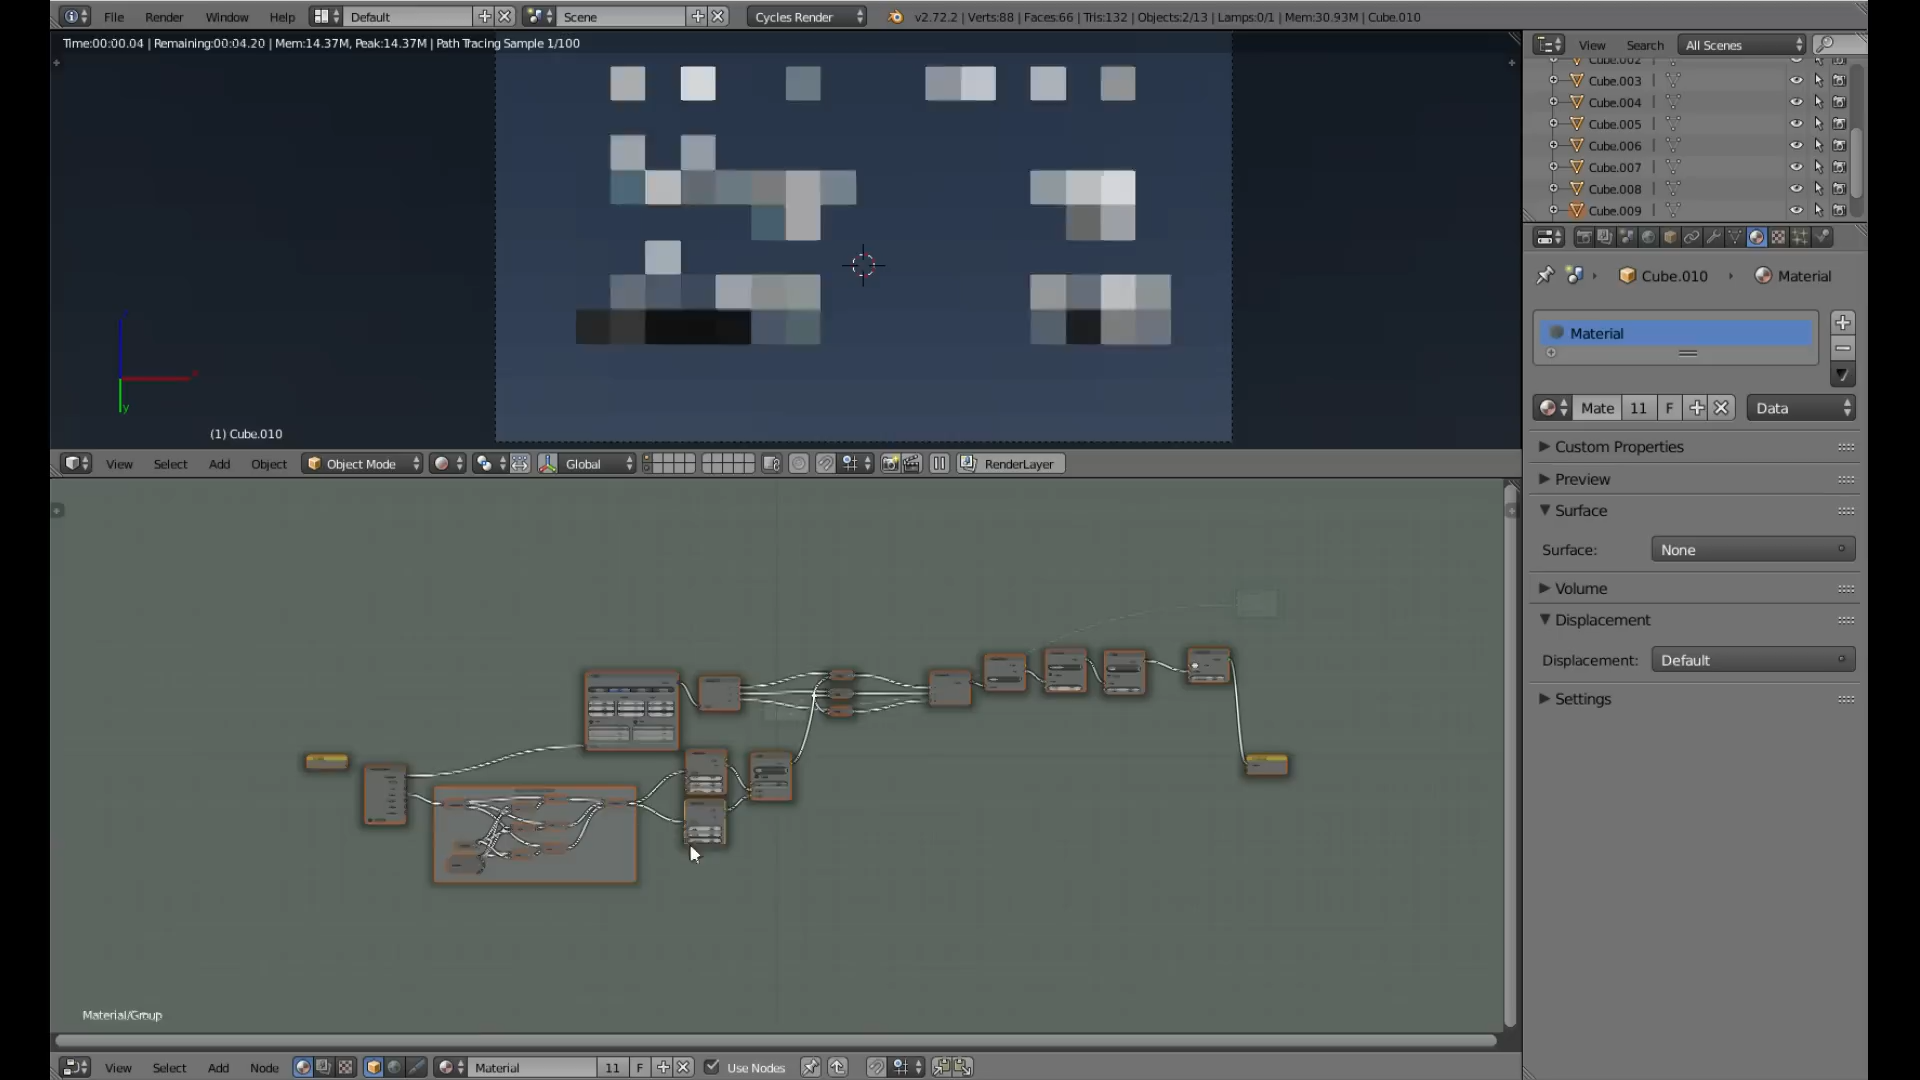 File Render Window Help Default Scene Cycles Render v2.72.2 | Verts:88 | Faces:66 | Tris:132 | Objects:2/13 | Lamps:0/1 | Mem:30.93M | Cube.010
Time:00:00.04 | Remaining:00:04.20 | Mem:14.37M, Peak:14.37M | Path Tracing Sample 1/100
View Search All Scenes
Cube.002
Cube.003
Cube.004
Cube.005
Cube.006
Cube.007
Cube.008
Cube.009
Cube.010 Material
Material
Mate 11 F Data
Custom Properties
Preview
Surface
Surface: None
Volume
Displacement
Displacement: Default
Settings
y
(1) Cube.010
View Select Add Object Object Mode Global RenderLayer
Material/Group
View Select Add Node Material 11 F Use Nodes